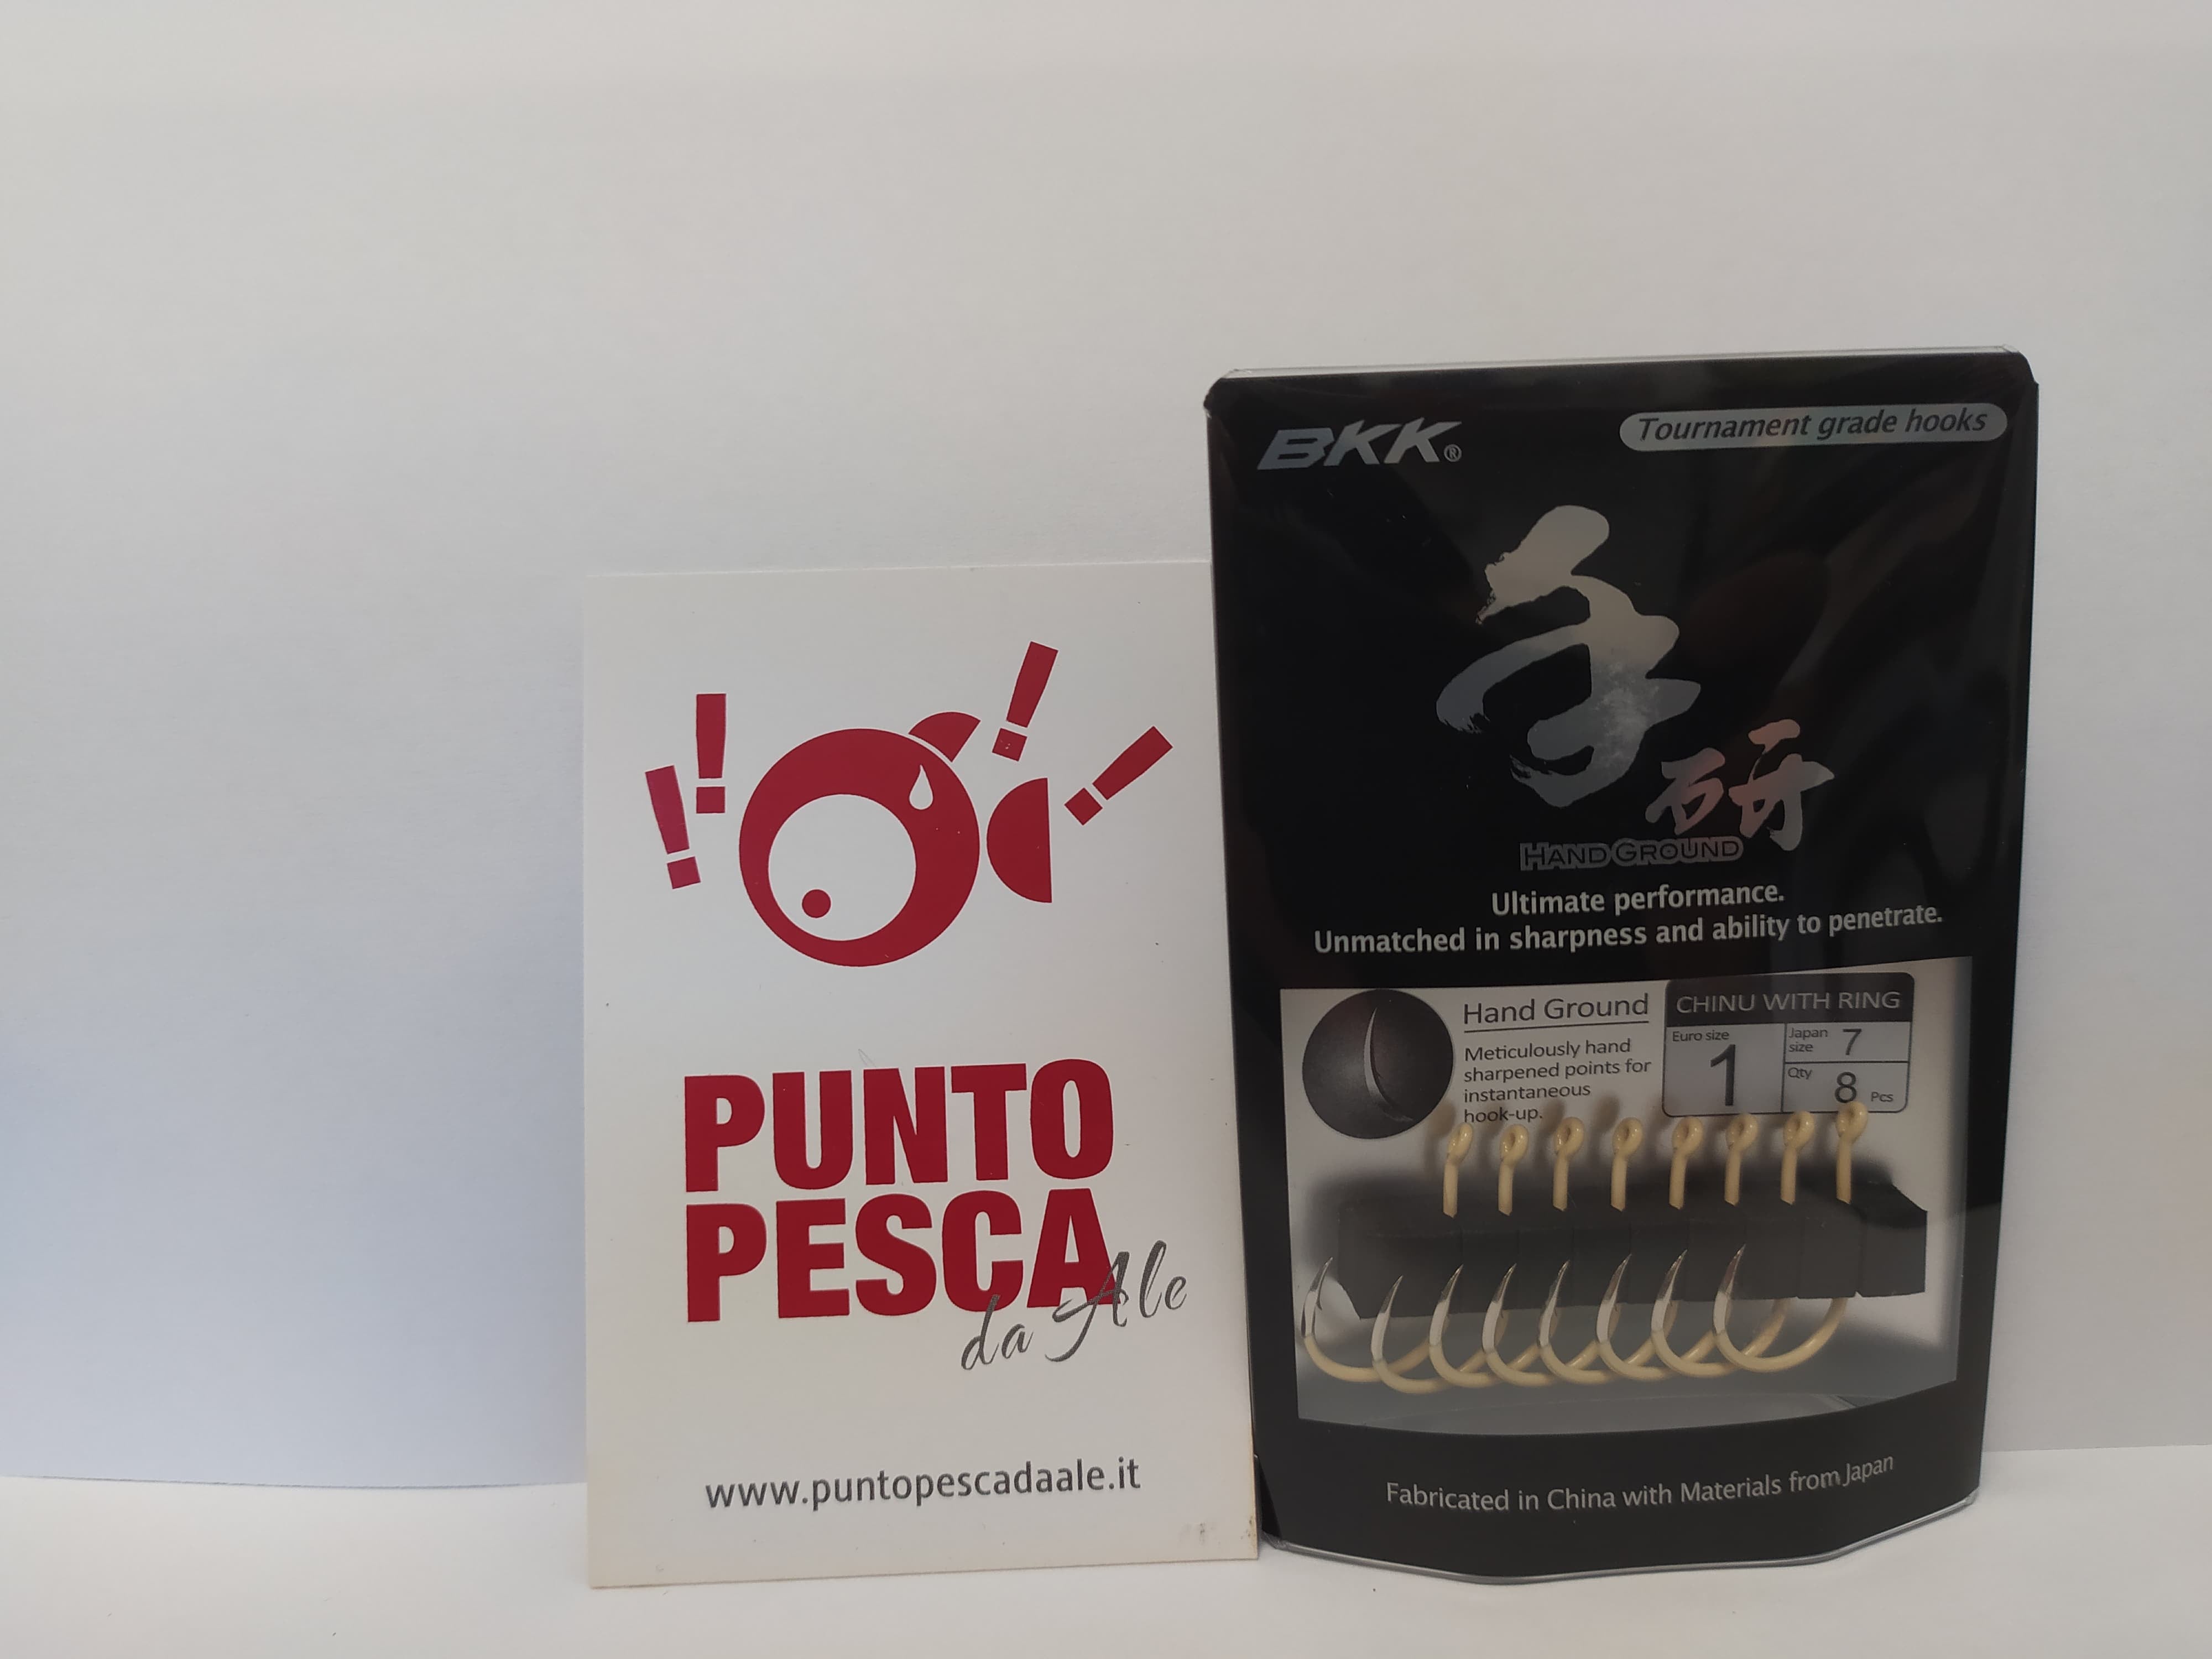 !
!
!
!
PUNTO
PESCA
da Ale
www.puntopescadaale.it
BKK®
Tournament grade hooks
手研
HAND GROUND
Ultimate performance.
Unmatched in sharpness and ability to penetrate.
Hand Ground
Meticulously hand
sharpened points for
instantaneous
hook-up.
CHINU WITH RING
Euro size
1
Japan
size 7
Qty 8 Pcs
Fabricated in China with Materials from Japan